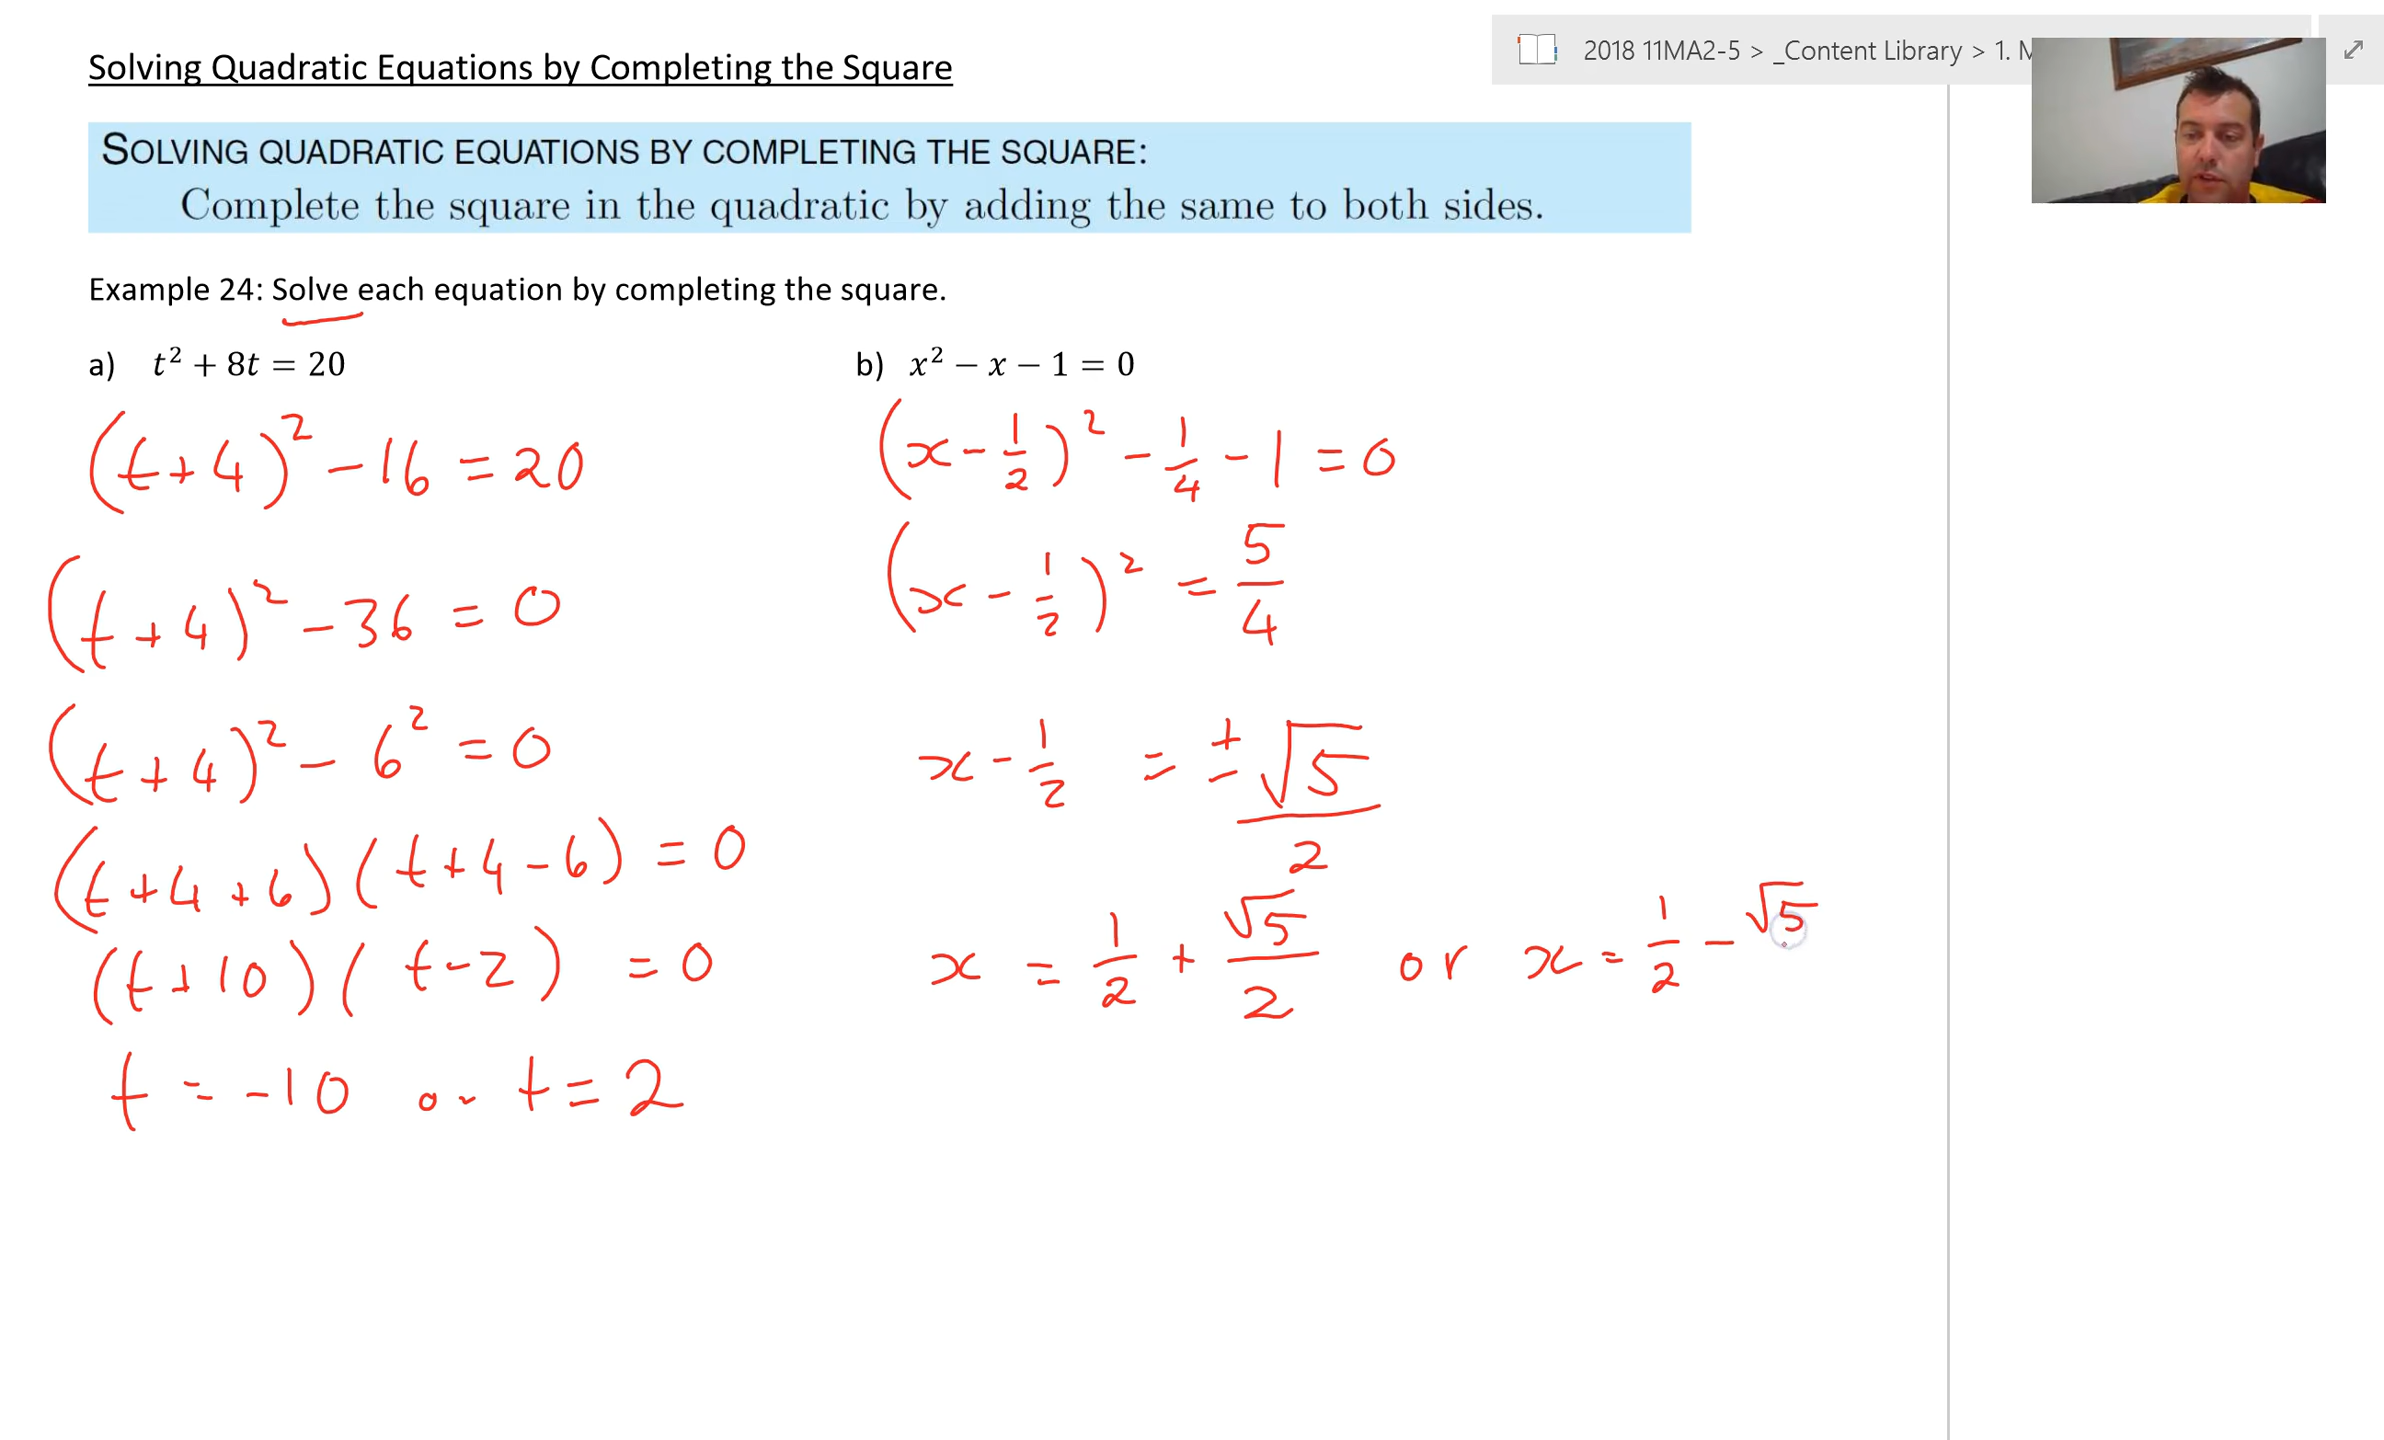 Solving Quadratic Equations by Completing the Square
2018 11MA2-5 > _Content Library > 1.
SOLVING QUADRATIC EQUATIONS BY COMPLETING THE SQUARE:
Complete the square in the quadratic by adding the same to both sides.
Example 24: Solve each equation by completing the square.
a) t² + 8t = 20
(t+4)² - 16 = 20
(t+4)² - 36 = 0
(t+4)² - 6² = 0
(t+4+6)(t+4-6) = 0
(t+10)(t-2) = 0
t = -10 or t = 2
b) x² − x − 1 = 0
(x - 1/2)² - 1/4 - 1 = 0
(x - 1/2)² = 5/4
x - 1/2 = ±√5/2
x = 1/2 + √5/2 or x = 1/2 - √5